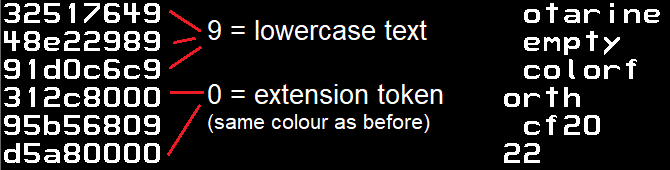 32517649 otarine
48e22989 9 = lowercase text empty
91d0c6c9 colorf
312c8000 0 = extension token orth
95b56809 (same colour as before) cf20
d5a80000 22